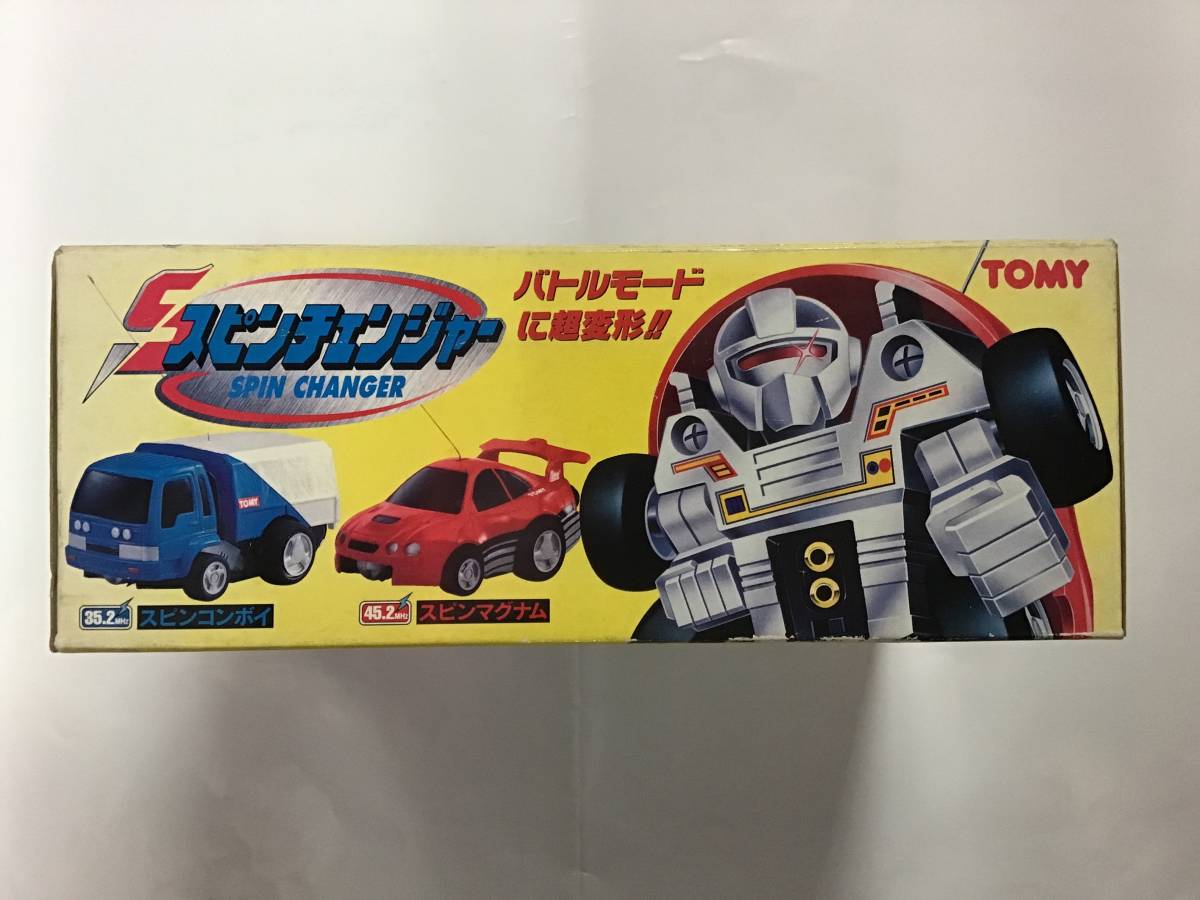 スピンチェンジャー
SPIN CHANGER
バトルモード
に超変形!!
TOMY
TOMY
TOMY
35.2MHz スピンコンボイ
45.2MHz スピンマグナム